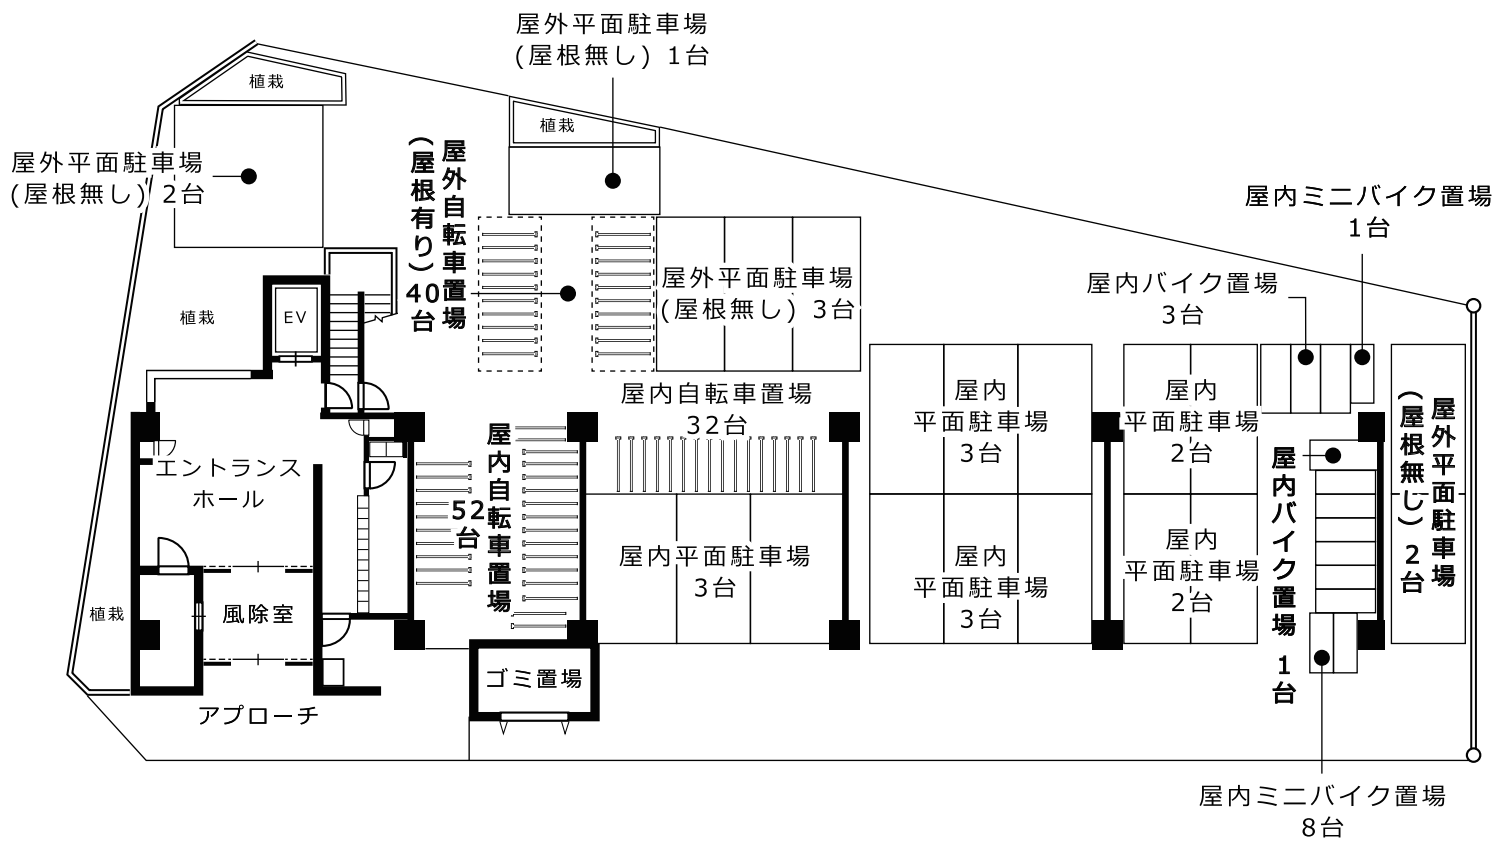 屋外平面駐車場
(屋根無し) 1台
植栽
植栽
屋外平面駐車場
(屋根無し) 2台
屋外自転車置場
(屋根有り)
40台
屋内ミニバイク置場
1台
屋外平面駐車場
(屋根無し) 3台
屋内バイク置場
3台
植栽
EV
屋内自転車置場
32台
屋内
平面駐車場
3台
屋内
平面駐車場
2台
屋外平面駐車場
(屋根無し) 2台
エントランス
ホール
屋内自転車置場
52台
屋内バイク置場 1台
屋内平面駐車場
3台
屋内
平面駐車場
3台
屋内
平面駐車場
2台
植栽
風除室
ゴミ置場
アプローチ
屋内ミニバイク置場
8台